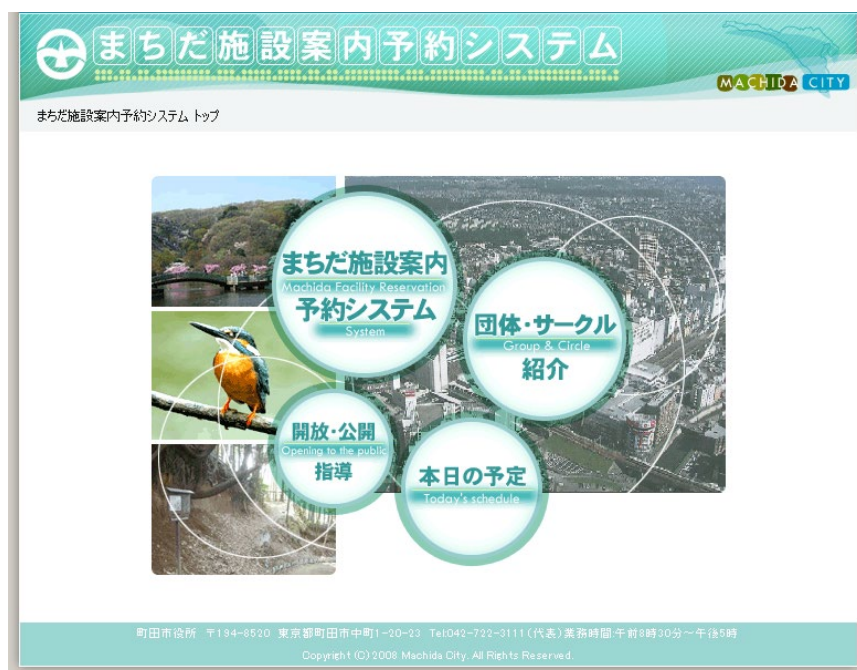 まちだ施設案内予約システム
MACHIDA CITY
まちだ施設案内予約システム トップ
まちだ施設案内
Machida Facility Reservation
予約システム
System
団体・サークル
Group & Circle
紹介
開放・公開
Opening to the public
指導
本日の予定
Today's schedule
町田市役所 〒194-8520 東京都町田市中町1-20-23 Tel:042-722-3111(代表)業務時間:午前8時30分～午後5時
Copyright (C) 2008 Machida City. All Rights Reserved.